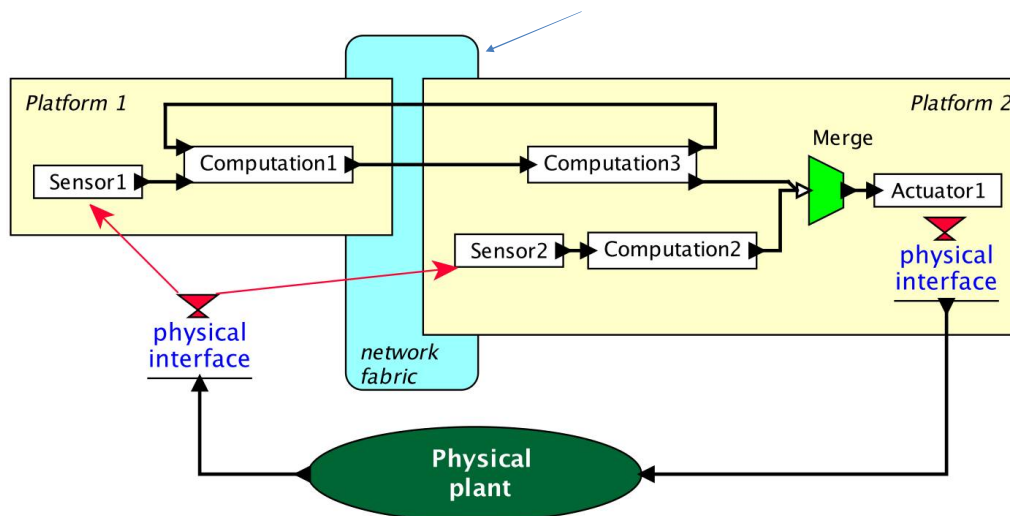 Platform 1
Platform 2
Merge
Computation1
Computation3
Sensor1
Actuator1
Sensor2
Computation2
physical
interface
physical
interface
network
fabric
Physical
plant